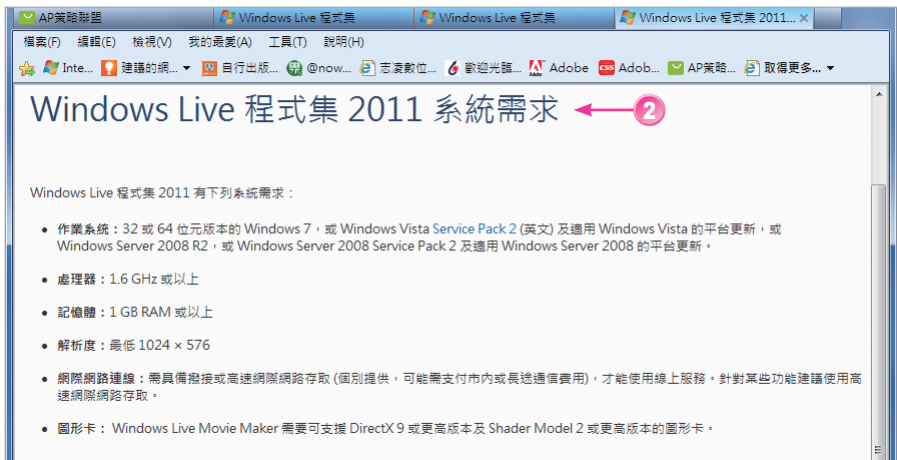 AP策略聯盟 Windows Live 程式集 Windows Live 程式集 Windows Live 程式集 2011... ×
檔案(F) 編輯(E) 檢視(V) 我的最愛(A) 工具(T) 說明(H)
Inte... 建議的網... ▼ 自行出版... @now... 志凌數位... 歡迎光臨... Adobe Adob... AP策略... 取得更多... ▼
Windows Live 程式集 2011 系統需求
2
Windows Live 程式集 2011 有下列系統需求：
• 作業系統：32 或 64 位元版本的 Windows 7，或 Windows Vista Service Pack 2 (英文) 及適用 Windows Vista 的平台更新，或
Windows Server 2008 R2，或 Windows Server 2008 Service Pack 2 及適用 Windows Server 2008 的平台更新。
• 處理器：1.6 GHz 或以上
• 記憶體：1 GB RAM 或以上
• 解析度：最低 1024 × 576
• 網際網路連線：需具備撥接或高速網際網路存取 (個別提供，可能需支付市內或長途通信費用)，才能使用線上服務。針對某些功能建議使用高
速網際網路存取。
• 圖形卡： Windows Live Movie Maker 需要可支援 DirectX 9 或更高版本及 Shader Model 2 或更高版本的圖形卡。